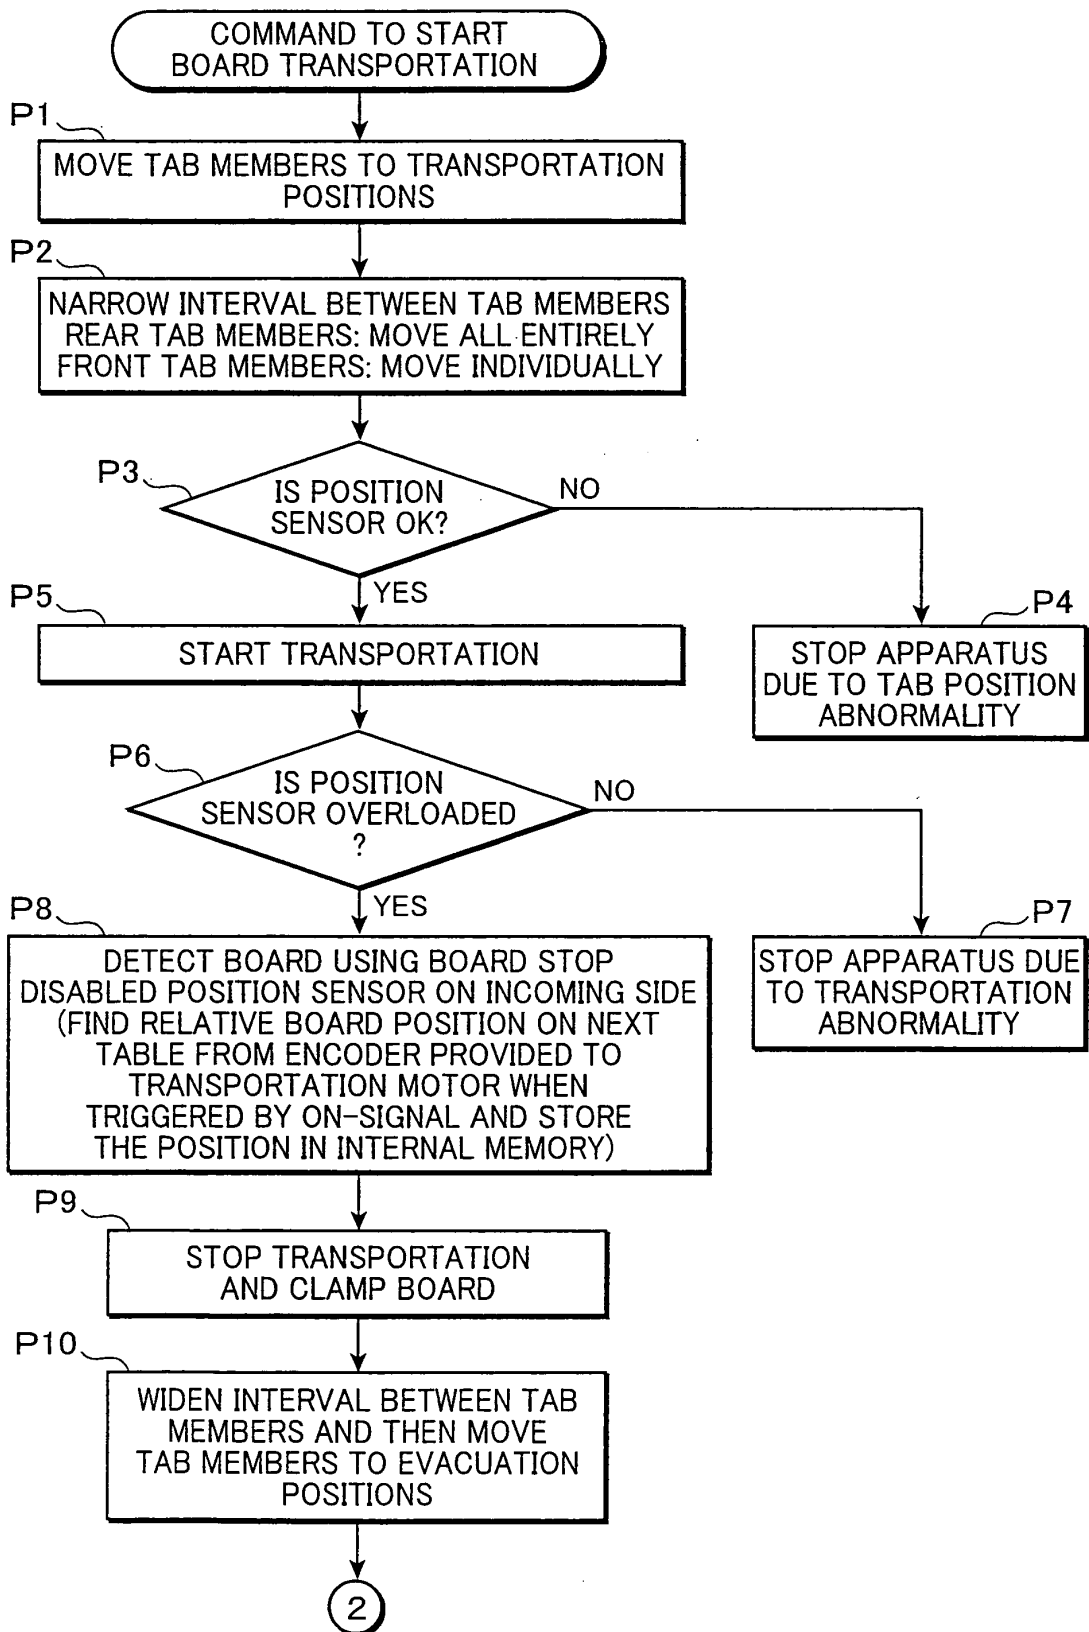 COMMAND TO START
BOARD TRANSPORTATION
P1
MOVE TAB MEMBERS TO TRANSPORTATION
POSITIONS
P2
NARROW INTERVAL BETWEEN TAB MEMBERS
REAR TAB MEMBERS: MOVE ALL ENTIRELY
FRONT TAB MEMBERS: MOVE INDIVIDUALLY
P3
IS POSITION
SENSOR OK?
NO
YES
P4
STOP APPARATUS
DUE TO TAB POSITION
ABNORMALITY
P5
START TRANSPORTATION
P6
IS POSITION
SENSOR OVERLOADED
?
NO
YES
P7
STOP APPARATUS DUE
TO TRANSPORTATION
ABNORMALITY
P8
DETECT BOARD USING BOARD STOP
DISABLED POSITION SENSOR ON INCOMING SIDE
(FIND RELATIVE BOARD POSITION ON NEXT
TABLE FROM ENCODER PROVIDED TO
TRANSPORTATION MOTOR WHEN
TRIGGERED BY ON-SIGNAL AND STORE
THE POSITION IN INTERNAL MEMORY)
P9
STOP TRANSPORTATION
AND CLAMP BOARD
P10
WIDEN INTERVAL BETWEEN TAB
MEMBERS AND THEN MOVE
TAB MEMBERS TO EVACUATION
POSITIONS
2